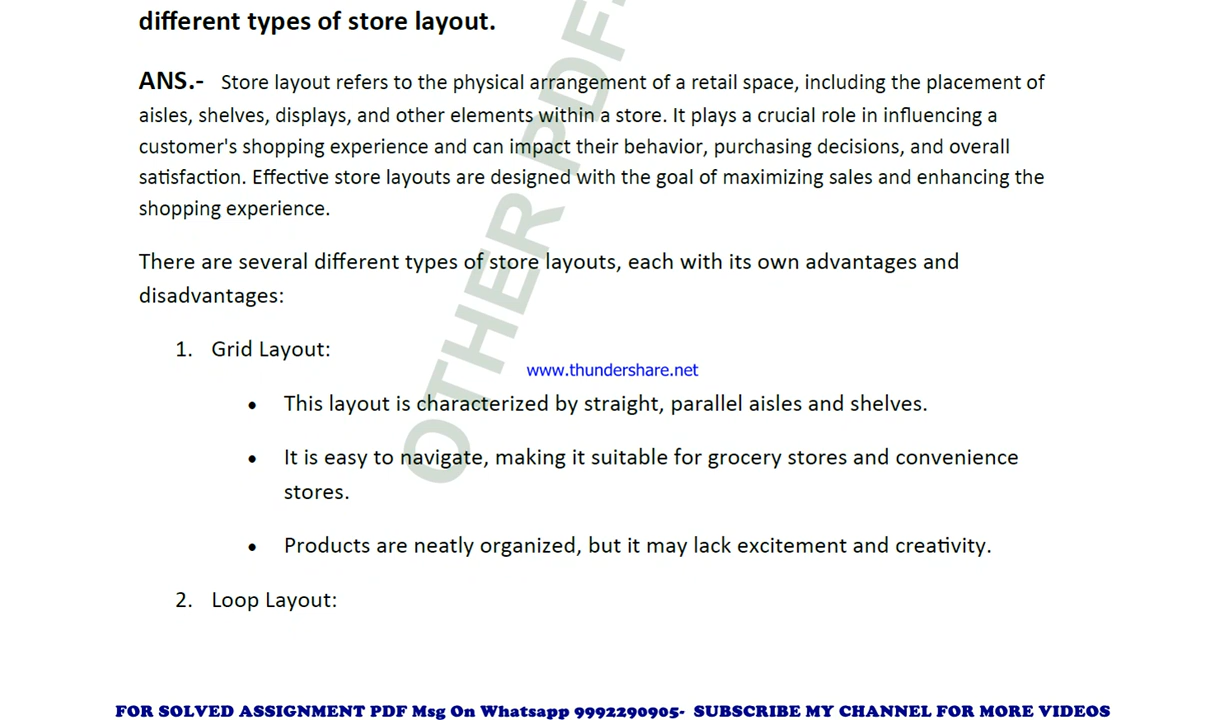 different types of store layout.
ANS.- Store layout refers to the physical arrangement of a retail space, including the placement of
aisles, shelves, displays, and other elements within a store. It plays a crucial role in influencing a
customer's shopping experience and can impact their behavior, purchasing decisions, and overall
satisfaction. Effective store layouts are designed with the goal of maximizing sales and enhancing the
shopping experience.
There are several different types of store layouts, each with its own advantages and
disadvantages:
1. Grid Layout:
www.thundershare.net
• This layout is characterized by straight, parallel aisles and shelves.
• It is easy to navigate, making it suitable for grocery stores and convenience
stores.
• Products are neatly organized, but it may lack excitement and creativity.
2. Loop Layout:
OTHER PDF
FOR SOLVED ASSIGNMENT PDF Msg On Whatsapp 9992290905- SUBSCRIBE MY CHANNEL FOR MORE VIDEOS